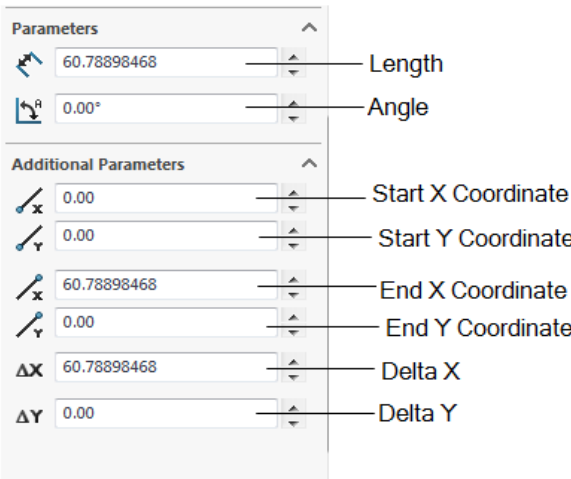 Parameters
60.78898468 Length
A 0.00° Angle
Additional Parameters
X 0.00 Start X Coordinate
Y 0.00 Start Y Coordinate
X 60.78898468 End X Coordinate
Y 0.00 End Y Coordinate
ΔX 60.78898468 Delta X
ΔY 0.00 Delta Y